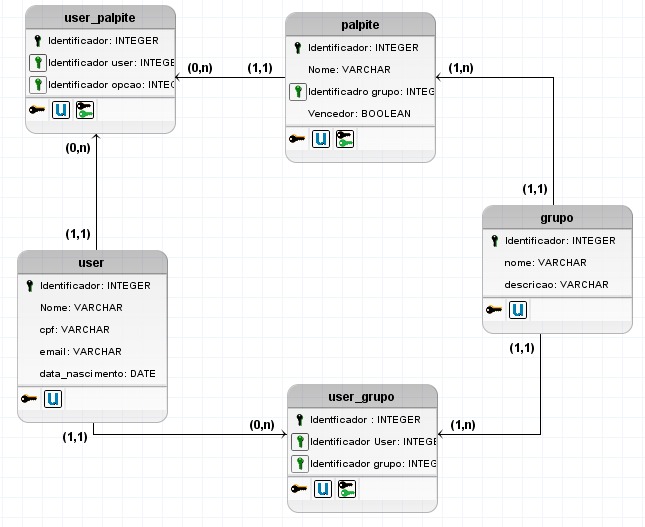 user_palpite
Identificador: INTEGER
Identificador user: INTEGE
Identificador opcao: INTEG
(0,n)
(1,1)
palpite
Identificador: INTEGER
Nome: VARCHAR
Identificadro grupo: INTEG
Vencedor: BOOLEAN
(1,n)
(0,n)
(1,1)
(1,1)
grupo
Identificador: INTEGER
nome: VARCHAR
descricao: VARCHAR
(1,1)
user
Identificador: INTEGER
Nome: VARCHAR
cpf: VARCHAR
email: VARCHAR
data_nascimento: DATE
(1,1)
(0,n)
user_grupo
Identficador : INTEGER
Identificador User: INTEGE
Identificador grupo: INTEG
(1,n)